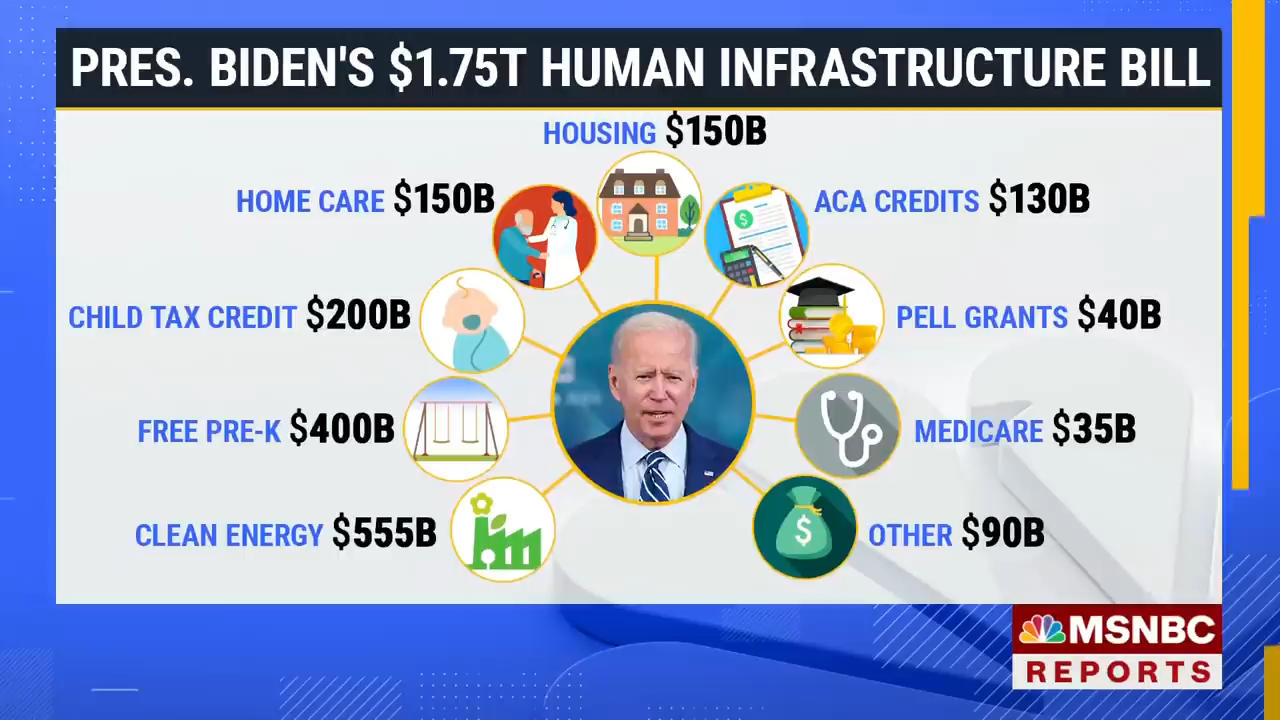 PRES. BIDEN'S $1.75T HUMAN INFRASTRUCTURE BILL
HOUSING $150B
HOME CARE $150B
ACA CREDITS $130B
CHILD TAX CREDIT $200B
PELL GRANTS $40B
FREE PRE-K $400B
MEDICARE $35B
CLEAN ENERGY $555B
OTHER $90B
MSNBC
REPORTS